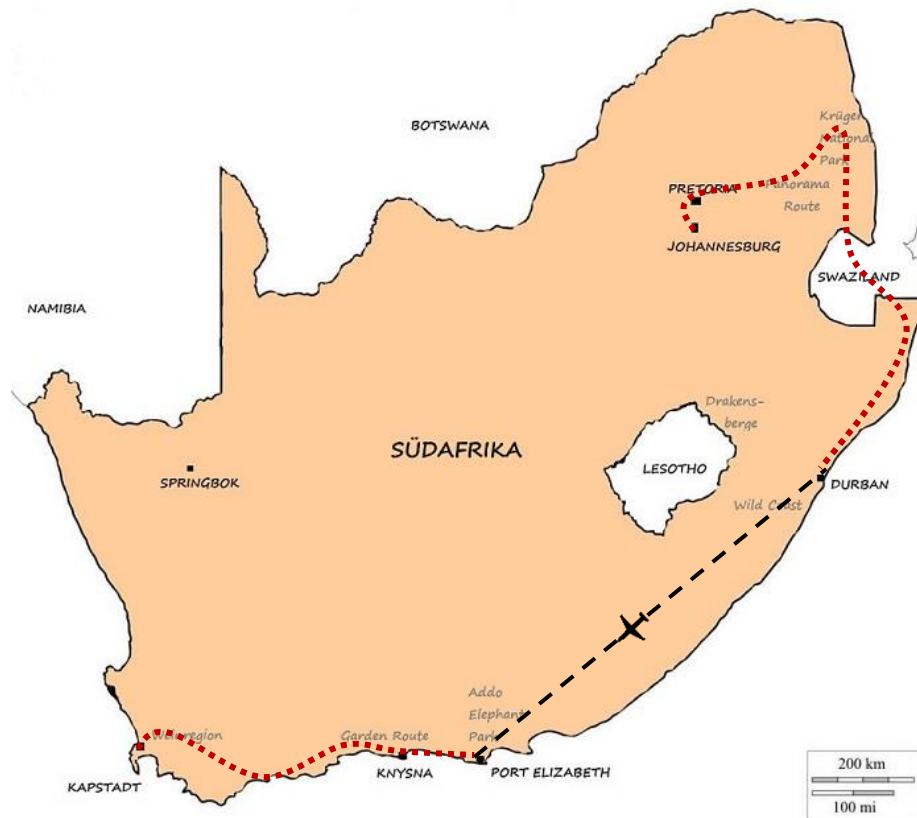 BOTSWANA
Krüger
National
Park
PRETORIA
Panorama
Route
JOHANNESBURG
SWAZILAND
NAMIBIA
Drakens-
berge
SÜDAFRIKA
LESOTHO
SPRINGBOK
DURBAN
Wild Coast
Addo
Elephant
Park
Weinregion
Garden Route
KAPSTADT
KNYSNA
PORT ELIZABETH
200 km
100 mi